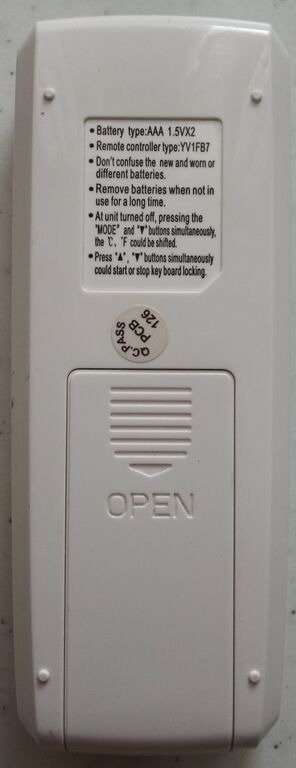 • Battery type:AAA 1.5VX2
• Remote controller type:YV1FB7
• Don't confuse the new and worn or
different batteries.
• Remove batteries when not in
use for a long time.
• At unit turned off, pressing the
"MODE" and "▼" buttons simultaneously,
the ℃, ℉ could be shifted.
• Press "▲", "▼" buttons simultaneously
could start or stop key board locking.
QC.PASS
PCB
126
OPEN